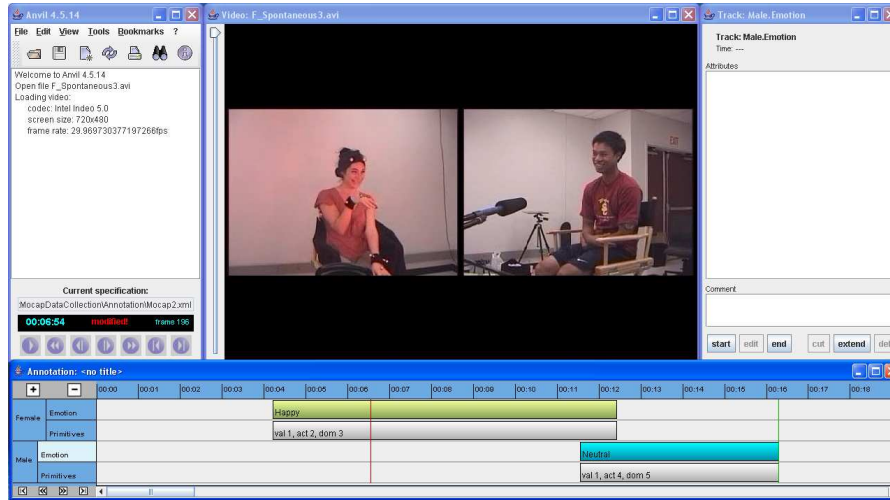 Anvil 4.5.14
File Edit View Tools Bookmarks ?
Welcome to Anvil 4.5.14
Open file F_Spontaneous3.avi
Loading video:
codec: Intel Indeo 5.0
screen size: 720x480
frame rate: 29.969730377197266fps
Current specification:
:MocapDataCollection\Annotation\Mocap2.xml
00:06:54 modified! frame 196
Video: F_Spontaneous3.avi
EXIT
Track: Male.Emotion
Track: Male.Emotion
Time: ---
Attributes
Comment
start edit end cut extend del
Annotation: <no title>
+ - 00:00 00:01 00:02 00:03 00:04 00:05 00:06 00:07 00:08 00:09 00:10 00:11 00:12 00:13 00:14 00:15 00:16 00:17 00:18
Female Emotion Happy
Primitives val 1, act 2, dom 3
Male Emotion Neutral
Primitives val 1, act 4, dom 5